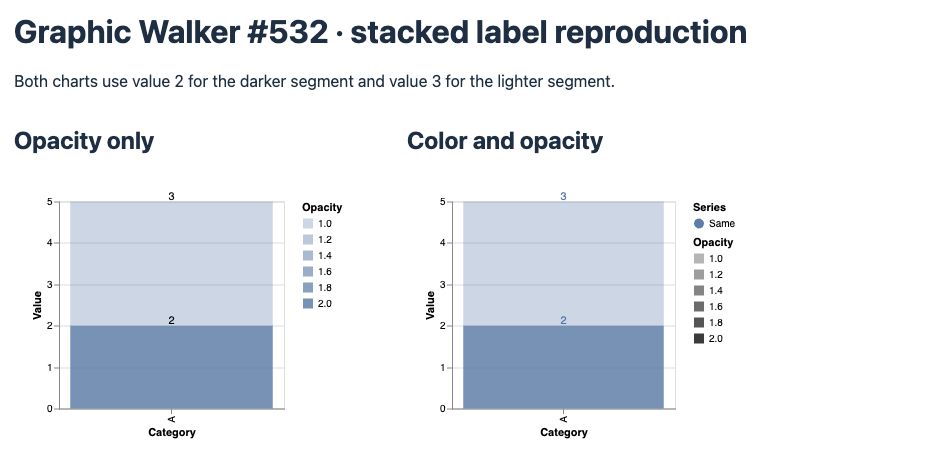 Graphic Walker #532 · stacked label reproduction
Both charts use value 2 for the darker segment and value 3 for the lighter segment.
Opacity only
3
5
4
3
2
1
0
Value
2
A
Category
Opacity
1.0
1.2
1.4
1.6
1.8
2.0
Color and opacity
3
5
4
3
2
1
0
Value
2
A
Category
Series
Same
Opacity
1.0
1.2
1.4
1.6
1.8
2.0